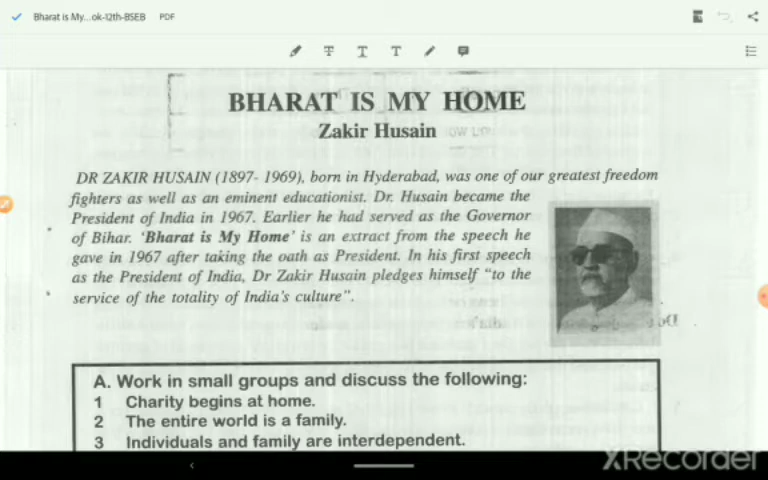 Bharat is My...ok-12th-BSEB PDF
BHARAT IS MY HOME
Zakir Husain
DR ZAKIR HUSAIN (1897- 1969), born in Hyderabad, was one of our greatest freedom
fighters as well as an eminent educationist. Dr. Husain became the
President of India in 1967. Earlier he had served as the Governor
of Bihar. 'Bharat is My Home' is an extract from the speech he
gave in 1967 after taking the oath as President. In his first speech
as the President of India, Dr Zakir Husain pledges himself "to the
service of the totality of India's culture".
A. Work in small groups and discuss the following:
1 Charity begins at home.
2 The entire world is a family.
3 Individuals and family are interdependent.
XRecorder